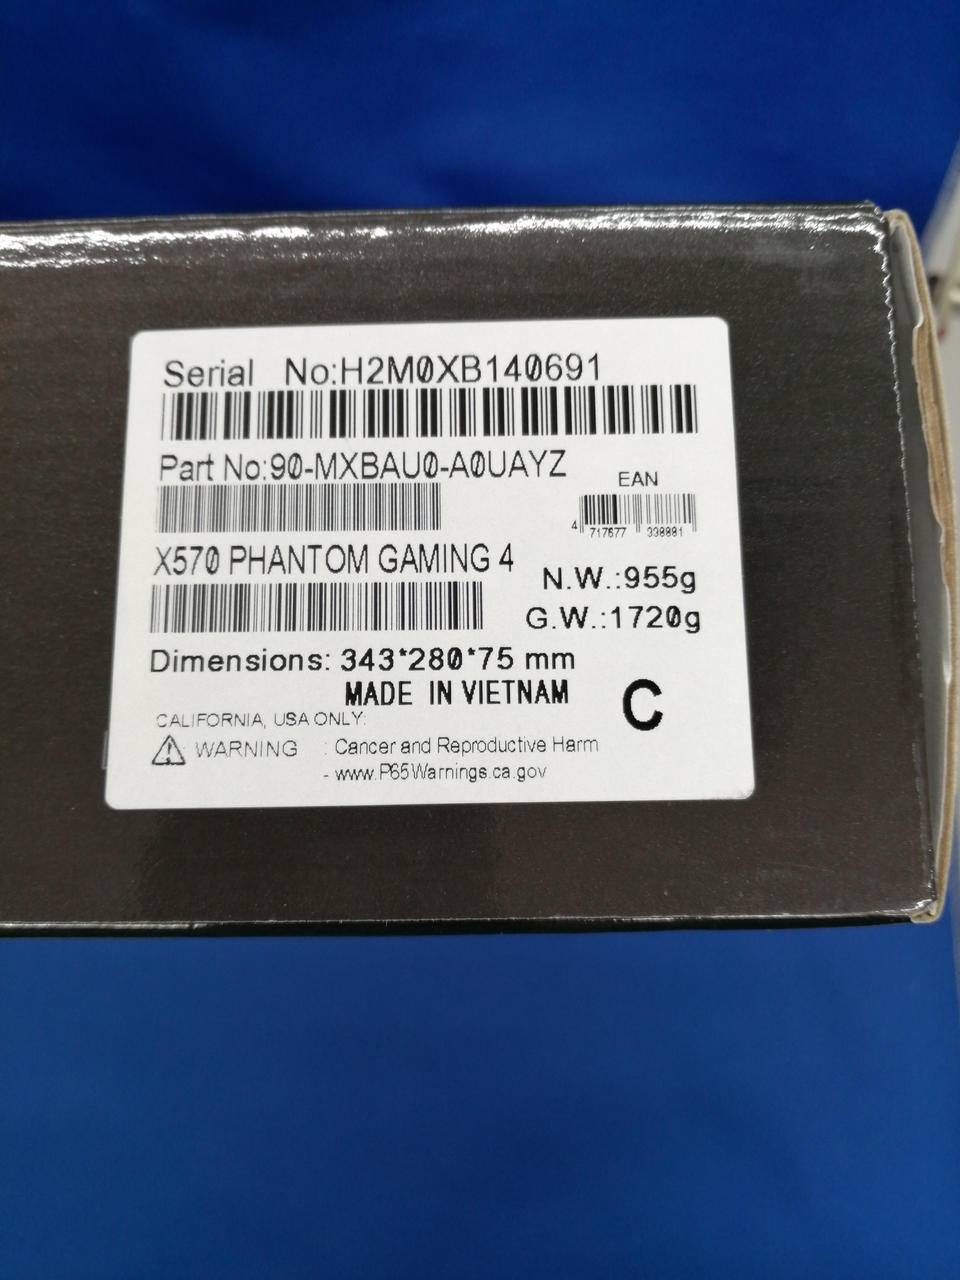 Serial No:H2M0XB140691
Part No:90-MXBAU0-A0UAYZ
EAN
4 717677 338881
X570 PHANTOM GAMING 4
N.W.:955g
G.W.:1720g
Dimensions: 343*280*75 mm
MADE IN VIETNAM
C
CALIFORNIA, USA ONLY:
WARNING : Cancer and Reproductive Harm
- www.P65Warnings.ca.gov